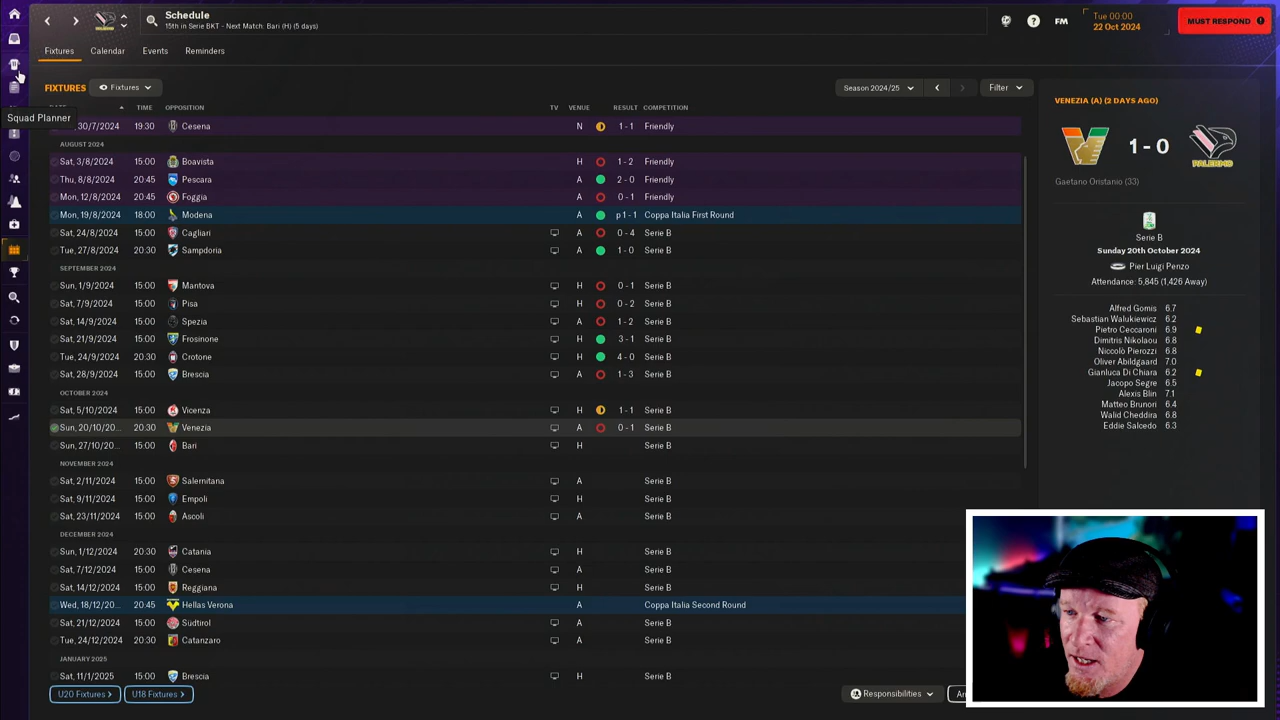 Schedule
15th in Serie BKT - Next Match: Bari (H) (5 days)
FM
Tue 00:00
22 Oct 2024
MUST RESPOND
Fixtures Calendar Events Reminders
FIXTURES Fixtures Season 2024/25 Filter
TIME OPPOSITION TV VENUE RESULT COMPETITION
Squad Planner
30/7/2024 19:30 Cesena N 1-1 Friendly
AUGUST 2024
Sat, 3/8/2024 15:00 Boavista H 1-2 Friendly
Thu, 8/8/2024 20:45 Pescara A 2-0 Friendly
Mon, 12/8/2024 20:45 Foggia A 0-1 Friendly
Mon, 19/8/2024 18:00 Modena A p 1-1 Coppa Italia First Round
Sat, 24/8/2024 15:00 Cagliari A 0-4 Serie B
Tue, 27/8/2024 20:30 Sampdoria A 1-0 Serie B
SEPTEMBER 2024
Sun, 1/9/2024 15:00 Mantova H 0-1 Serie B
Sat, 7/9/2024 15:00 Pisa H 0-2 Serie B
Sat, 14/9/2024 15:00 Spezia A 1-2 Serie B
Sat, 21/9/2024 15:00 Frosinone H 3-1 Serie B
Tue, 24/9/2024 20:30 Crotone H 4-0 Serie B
Sat, 28/9/2024 15:00 Brescia A 1-3 Serie B
OCTOBER 2024
Sat, 5/10/2024 15:00 Vicenza H 1-1 Serie B
Sun, 20/10/20... 20:30 Venezia A 0-1 Serie B
Sun, 27/10/20... 15:00 Bari H Serie B
NOVEMBER 2024
Sat, 2/11/2024 15:00 Salernitana A Serie B
Sat, 9/11/2024 15:00 Empoli H Serie B
Sat, 23/11/2024 15:00 Ascoli A Serie B
DECEMBER 2024
Sun, 1/12/2024 20:30 Catania H Serie B
Sat, 7/12/2024 15:00 Cesena A Serie B
Sat, 14/12/2024 15:00 Reggiana H Serie B
Wed, 18/12/20... 20:45 Hellas Verona A Coppa Italia Second Round
Sat, 21/12/2024 15:00 Südtirol A Serie B
Tue, 24/12/2024 20:30 Catanzaro A Serie B
JANUARY 2025
Sat, 11/1/2025 15:00 Brescia H Serie B
U20 Fixtures > U18 Fixtures > Responsibilities
VENEZIA (A) (2 DAYS AGO)
1 - 0
PALERMO
Gaetano Oristanio (33)
Serie B
Sunday 20th October 2024
Pier Luigi Penzo
Attendance: 5,845 (1,426 Away)
Alfred Gomis 6.7
Sebastian Walukiewicz 6.2
Pietro Ceccaroni 6.9
Dimitris Nikolaou 6.8
Niccolò Pierozzi 6.8
Oliver Abildgaard 7.0
Gianluca Di Chiara 6.2
Jacopo Segre 6.5
Alexis Blin 7.1
Matteo Brunori 6.4
Walid Cheddira 6.8
Eddie Salcedo 6.3